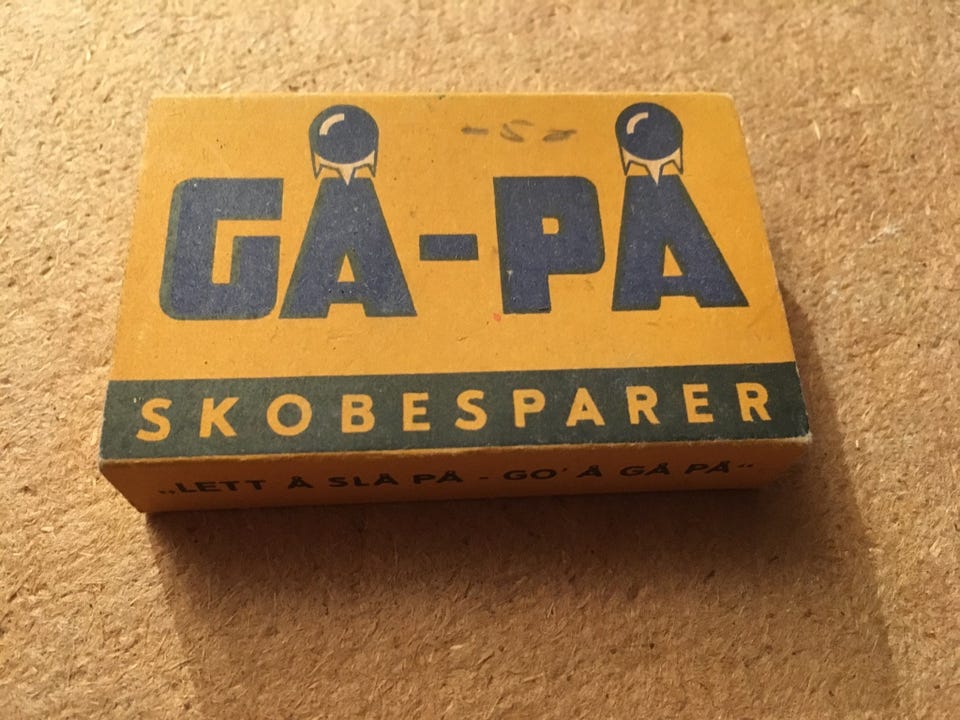 GÅ-PÅ
SKOBESPARER
„LETT Å SLÅ PÅ - GO' Å GÅ PÅ“